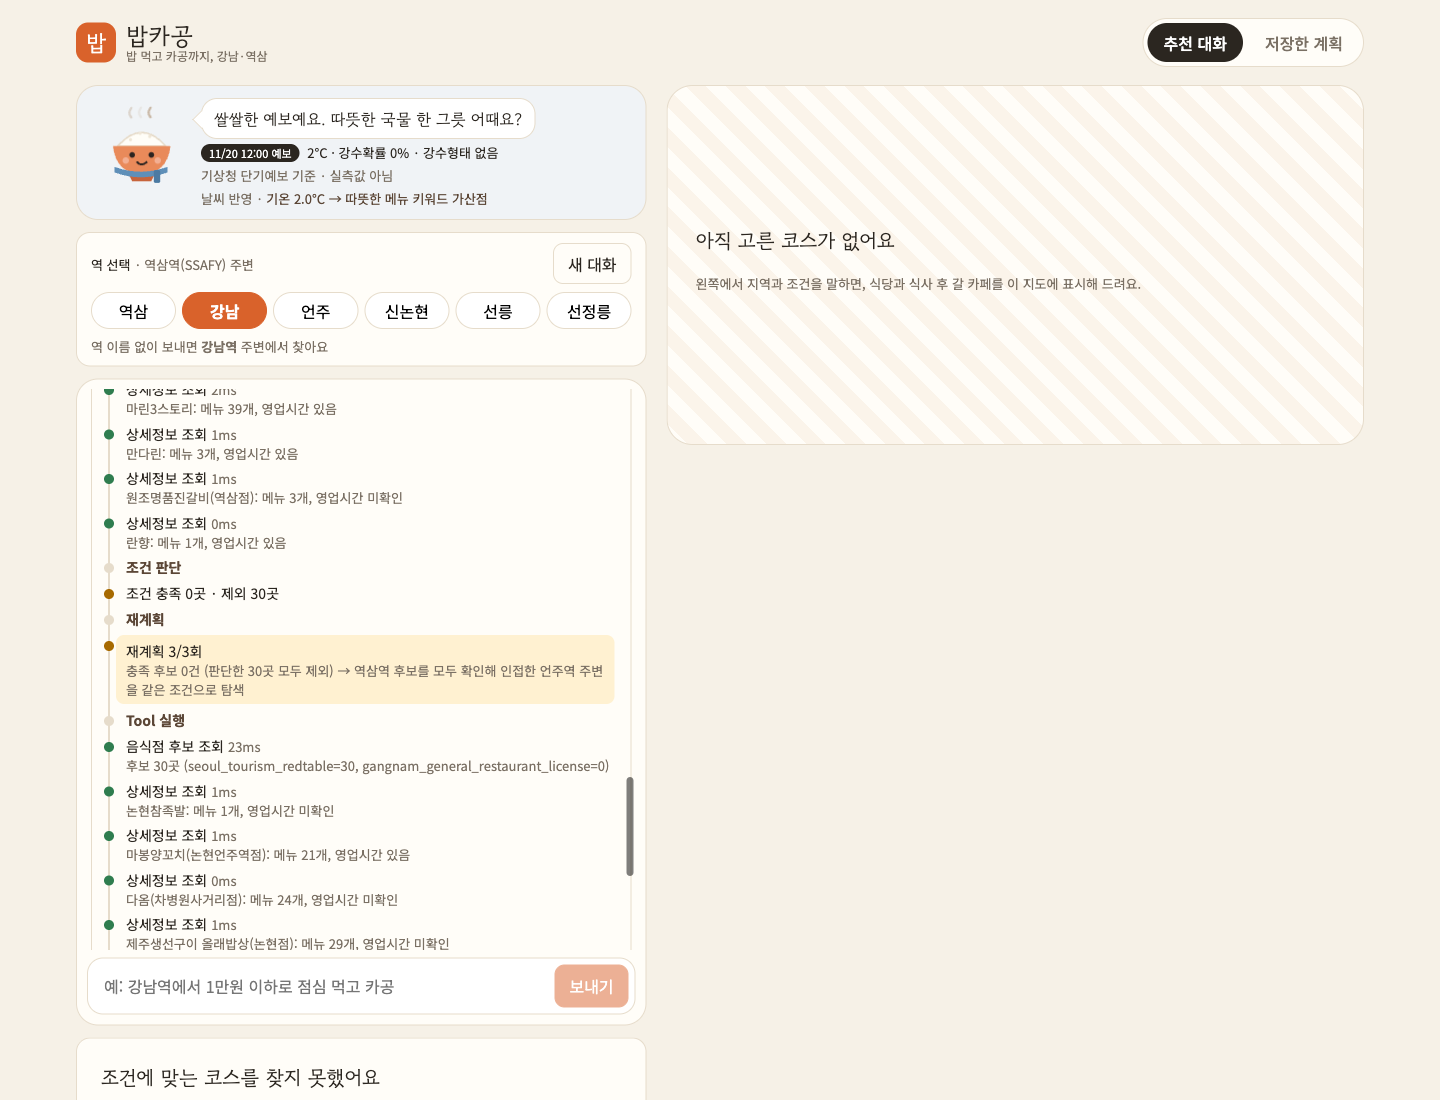 밥
밥카공
밥 먹고 카공까지, 강남·역삼
추천 대화
저장한 계획
쌀쌀한 예보예요. 따뜻한 국물 한 그릇 어때요?
11/20 12:00 예보 2°C · 강수확률 0% · 강수형태 없음
기상청 단기예보 기준 · 실측값 아님
날씨 반영 · 기온 2.0°C → 따뜻한 메뉴 키워드 가산점
역 선택 · 역삼역(SSAFY) 주변
새 대화
역삼 강남 언주 신논현 선릉 선정릉
역 이름 없이 보내면 강남역 주변에서 찾아요
상세정보 조회 2ms
마린3스토리: 메뉴 39개, 영업시간 있음
상세정보 조회 1ms
만다린: 메뉴 3개, 영업시간 있음
상세정보 조회 1ms
원조명품진갈비(역삼점): 메뉴 3개, 영업시간 미확인
상세정보 조회 0ms
란향: 메뉴 1개, 영업시간 있음
조건 판단
조건 충족 0곳 · 제외 30곳
재계획
재계획 3/3회
충족 후보 0건 (판단한 30곳 모두 제외) → 역삼역 후보를 모두 확인해 인접한 언주역 주변
을 같은 조건으로 탐색
Tool 실행
음식점 후보 조회 23ms
후보 30곳 (seoul_tourism_redtable=30, gangnam_general_restaurant_license=0)
상세정보 조회 1ms
논현참족발: 메뉴 1개, 영업시간 미확인
상세정보 조회 1ms
마봉양꼬치(논현언주역점): 메뉴 21개, 영업시간 있음
상세정보 조회 0ms
다옴(차병원사거리점): 메뉴 24개, 영업시간 미확인
상세정보 조회 1ms
제주생선구이 올래밥상(논현점): 메뉴 29개, 영업시간 미확인
예: 강남역에서 1만원 이하로 점심 먹고 카공
보내기
조건에 맞는 코스를 찾지 못했어요
아직 고른 코스가 없어요
왼쪽에서 지역과 조건을 말하면, 식당과 식사 후 갈 카페를 이 지도에 표시해 드려요.